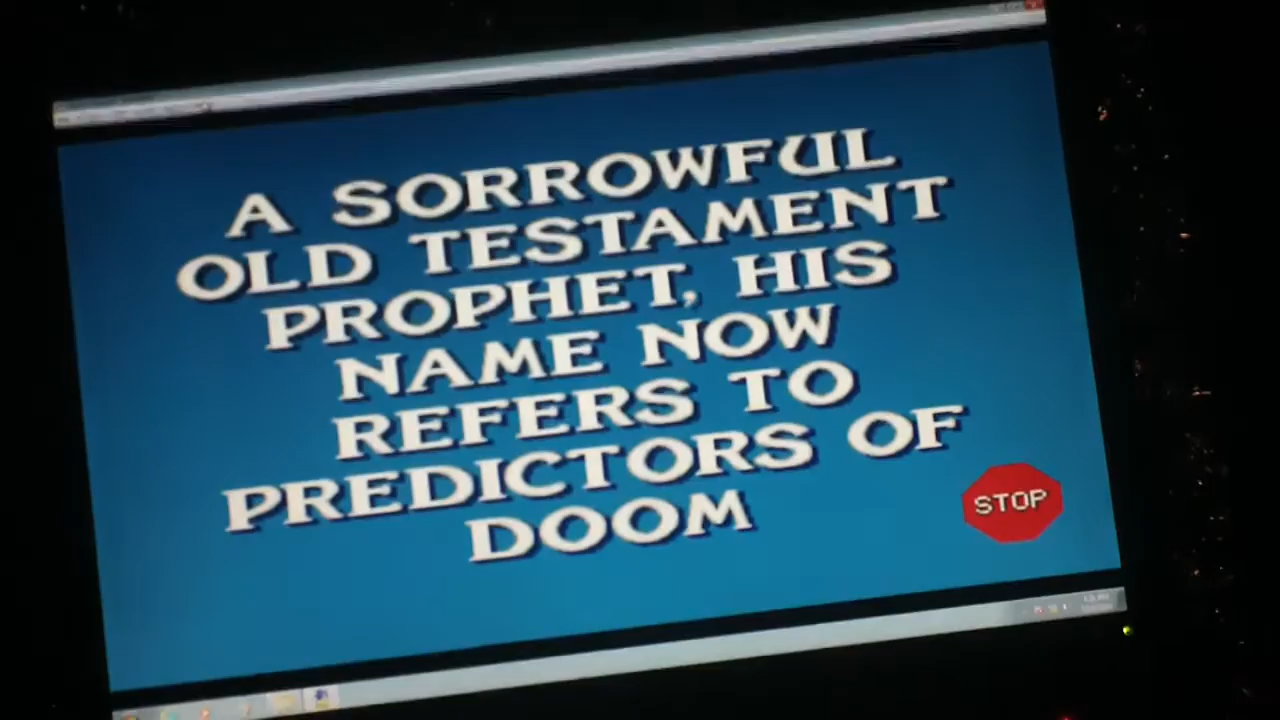 A SORROWFUL
OLD TESTAMENT
PROPHET, HIS
NAME NOW
REFERS TO
PREDICTORS OF
DOOM
STOP